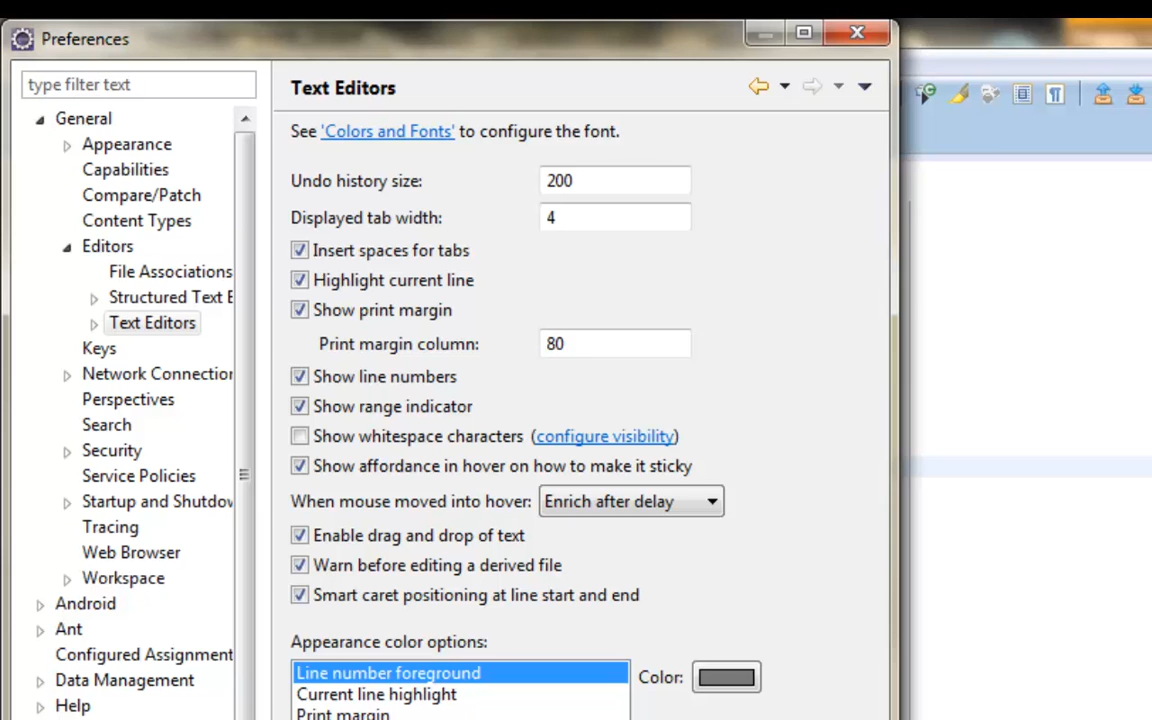 Preferences
type filter text
General
Appearance
Capabilities
Compare/Patch
Content Types
Editors
File Associations
Structured Text E
Text Editors
Keys
Network Connection
Perspectives
Search
Security
Service Policies
Startup and Shutdov
Tracing
Web Browser
Workspace
Android
Ant
Configured Assignment
Data Management
Help
Text Editors
See 'Colors and Fonts' to configure the font.
Undo history size: 200
Displayed tab width: 4
Insert spaces for tabs
Highlight current line
Show print margin
Print margin column: 80
Show line numbers
Show range indicator
Show whitespace characters (configure visibility)
Show affordance in hover on how to make it sticky
When mouse moved into hover: Enrich after delay
Enable drag and drop of text
Warn before editing a derived file
Smart caret positioning at line start and end
Appearance color options:
Line number foreground Color:
Current line highlight
Print margin